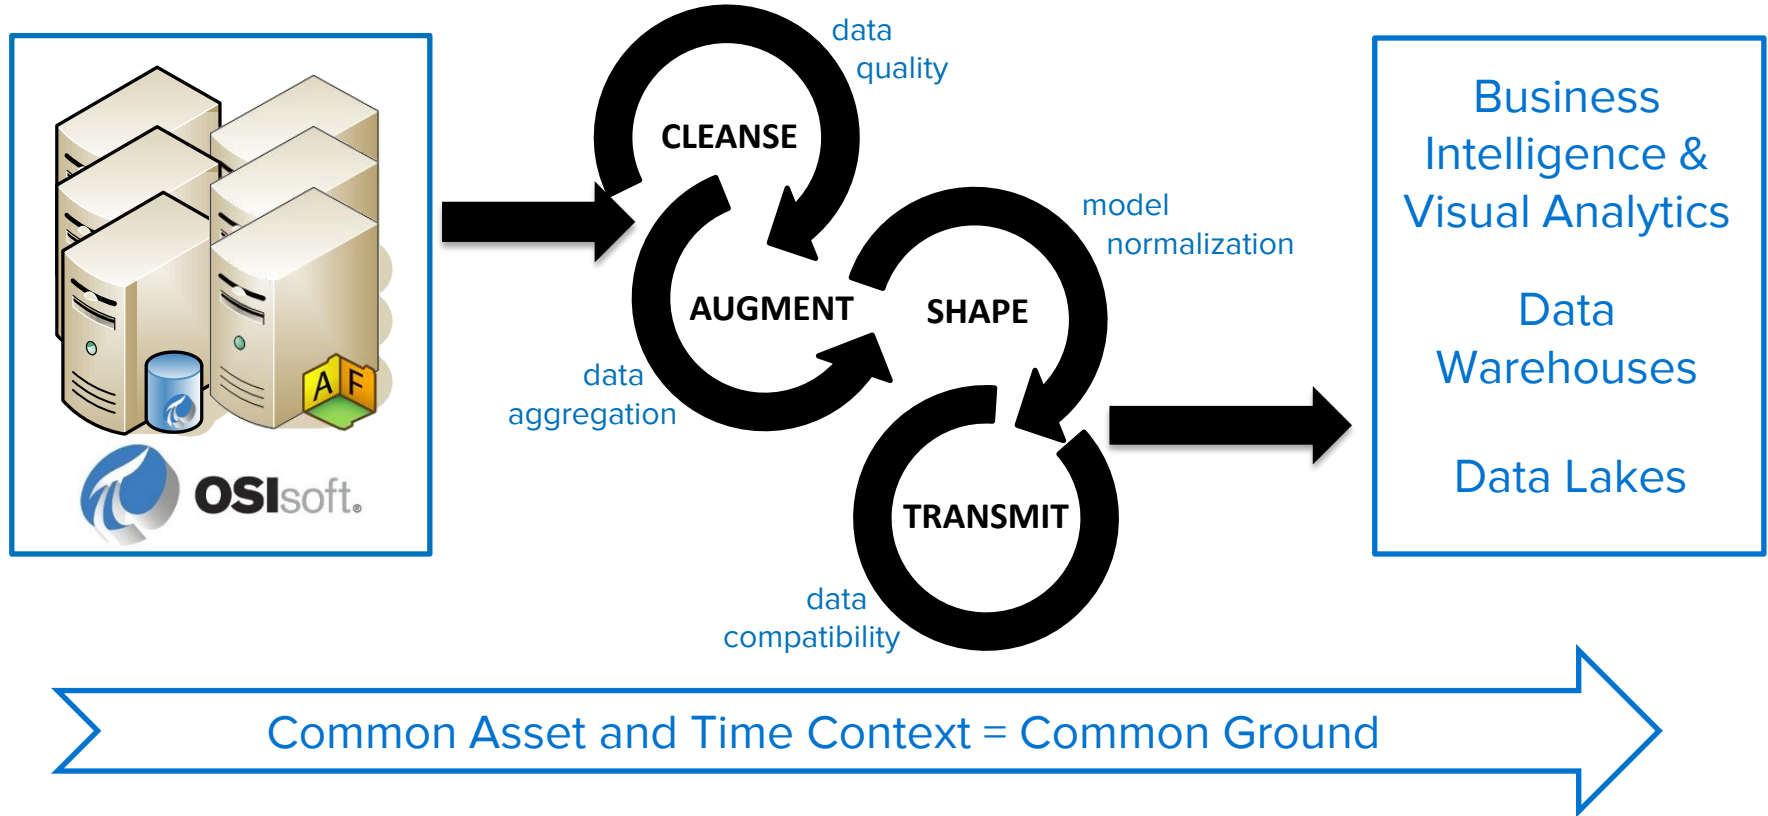 A F
OSIsoft®
data
quality
CLEANSE
AUGMENT
data
aggregation
SHAPE
model
normalization
TRANSMIT
data
compatibility
Business
Intelligence &
Visual Analytics
Data
Warehouses
Data Lakes
Common Asset and Time Context = Common Ground